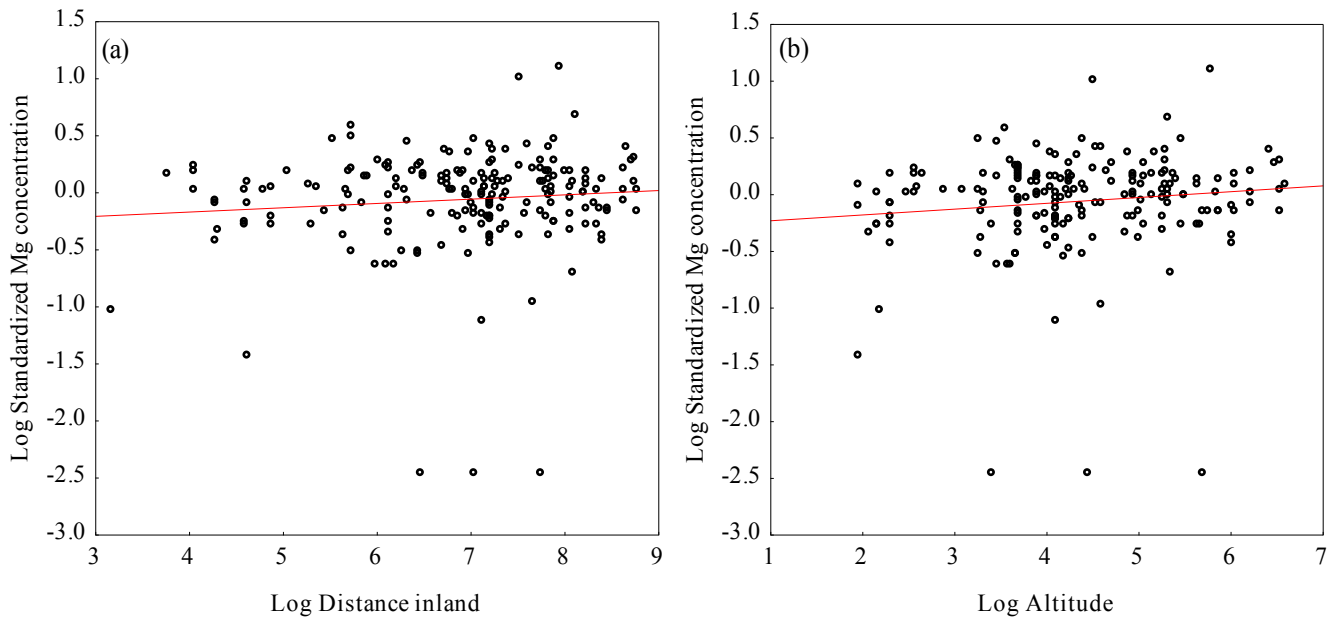 (a)
1.5
1.0
0.5
0.0
-0.5
-1.0
-1.5
-2.0
-2.5
-3.0
Log Standardized Mg concentration
3 4 5 6 7 8 9
Log Distance inland
(b)
1.5
1.0
0.5
0.0
-0.5
-1.0
-1.5
-2.0
-2.5
-3.0
Log Standardized Mg concentration
1 2 3 4 5 6 7
Log Altitude